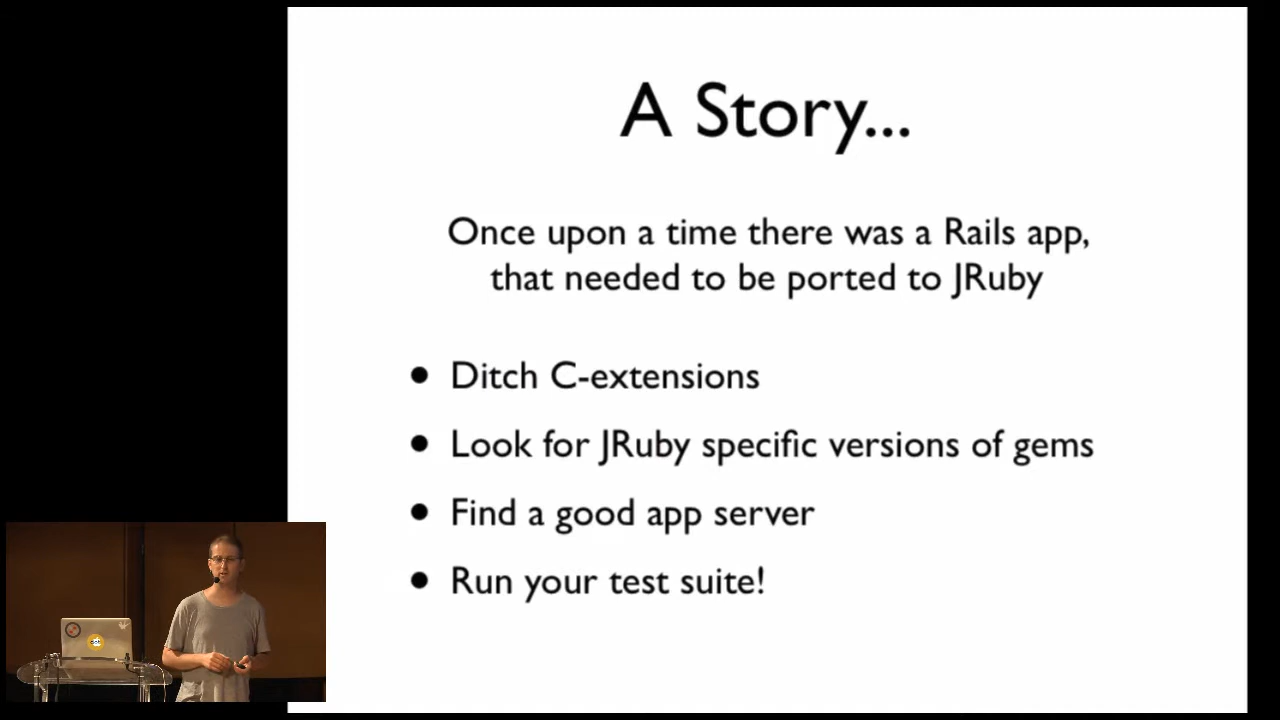 A Story...
Once upon a time there was a Rails app,
that needed to be ported to JRuby
• Ditch C-extensions
• Look for JRuby specific versions of gems
• Find a good app server
• Run your test suite!